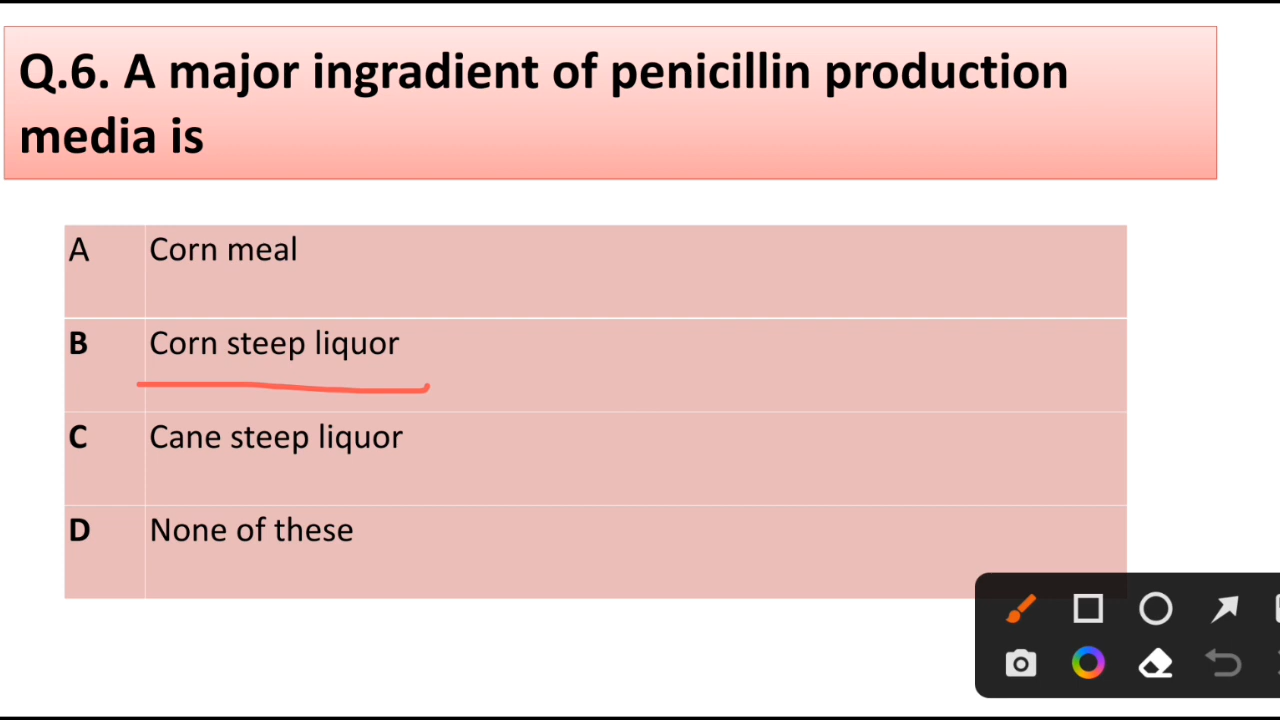 Q.6. A major ingradient of penicillin production
media is
A Corn meal
B Corn steep liquor
C Cane steep liquor
D None of these